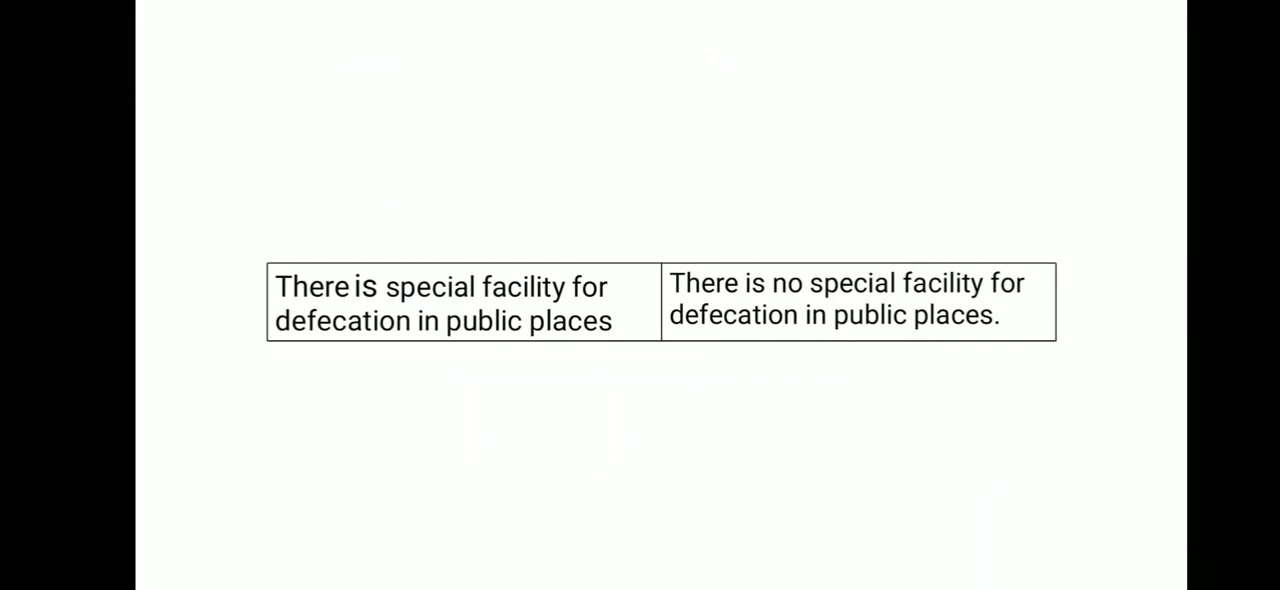 There is special facility for
defecation in public places
There is no special facility for
defecation in public places.